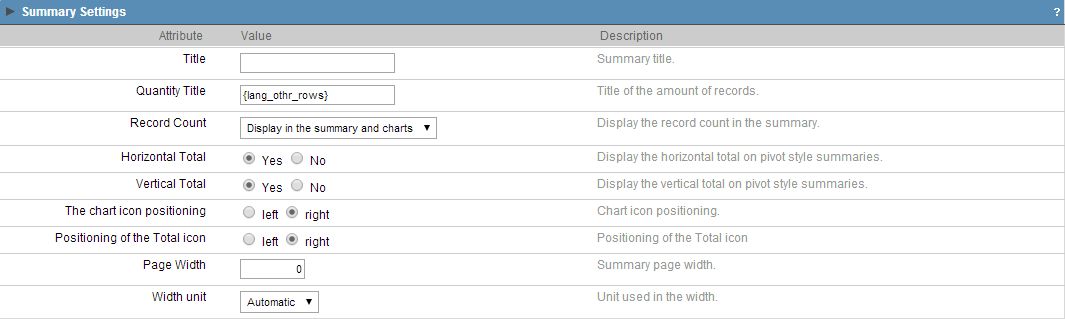 Summary Settings ?
Attribute Value Description
Title Summary title.
Quantity Title {lang_othr_rows} Title of the amount of records.
Record Count Display in the summary and charts Display the record count in the summary.
Horizontal Total Yes No Display the horizontal total on pivot style summaries.
Vertical Total Yes No Display the vertical total on pivot style summaries.
The chart icon positioning left right Chart icon positioning.
Positioning of the Total icon left right Positioning of the Total icon
Page Width 0 Summary page width.
Width unit Automatic Unit used in the width.